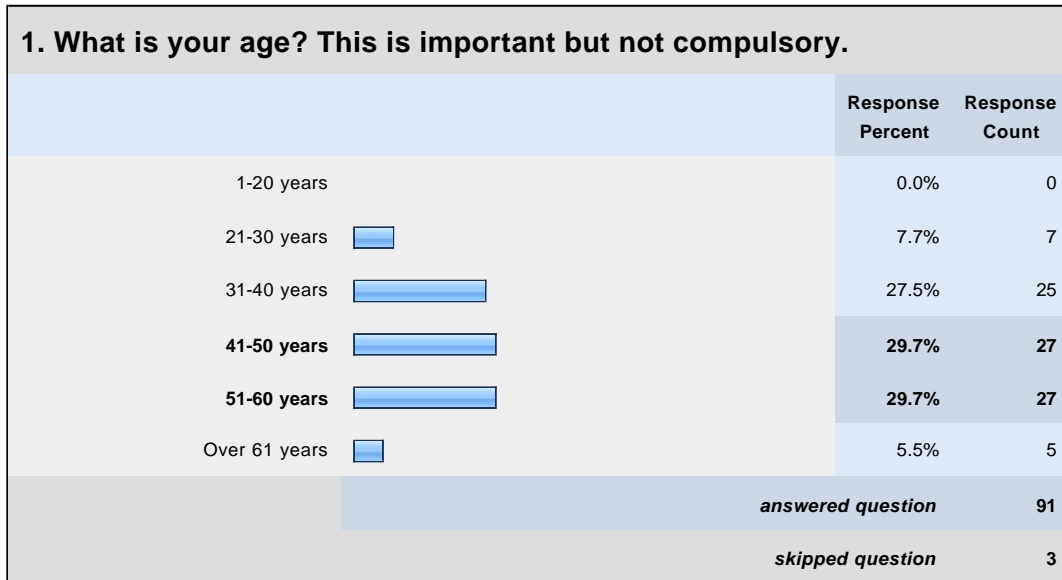 1. What is your age? This is important but not compulsory.
Response Percent Response Count
1-20 years 0.0% 0
21-30 years 7.7% 7
31-40 years 27.5% 25
41-50 years 29.7% 27
51-60 years 29.7% 27
Over 61 years 5.5% 5
answered question 91
skipped question 3